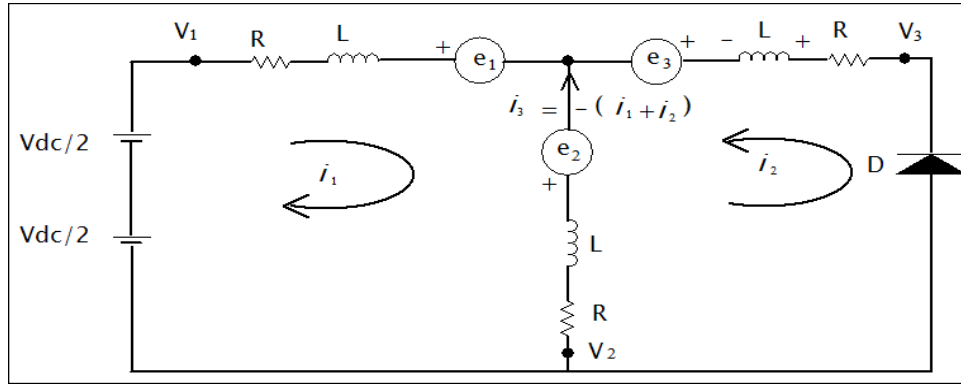 V1 R L + e1 + e3 + - L + R V3
i3 = -( i1 + i2 )
Vdc/2 i1 e2 + i2 D
Vdc/2 L
R
V2